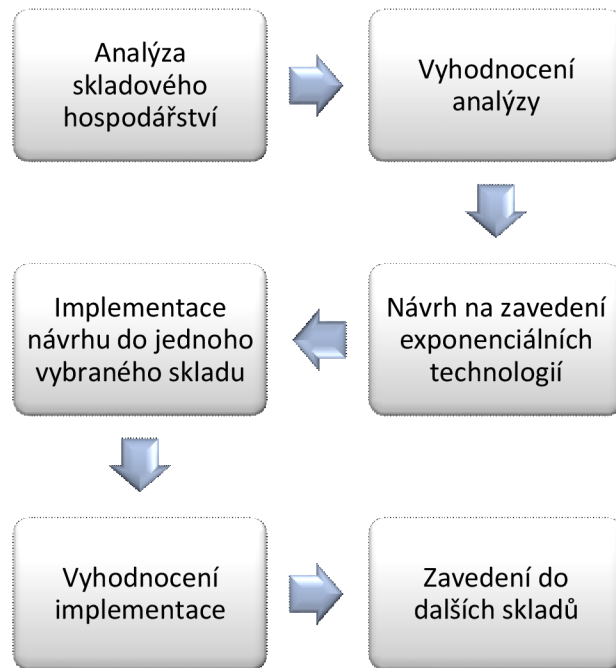 Analýza
skladového
hospodářství
Vyhodnocení
analýzy
Návrh na zavedení
exponenciálních
technologií
Implementace
návrhu do jednoho
vybraného skladu
Vyhodnocení
implementace
Zavedení do
dalších skladů